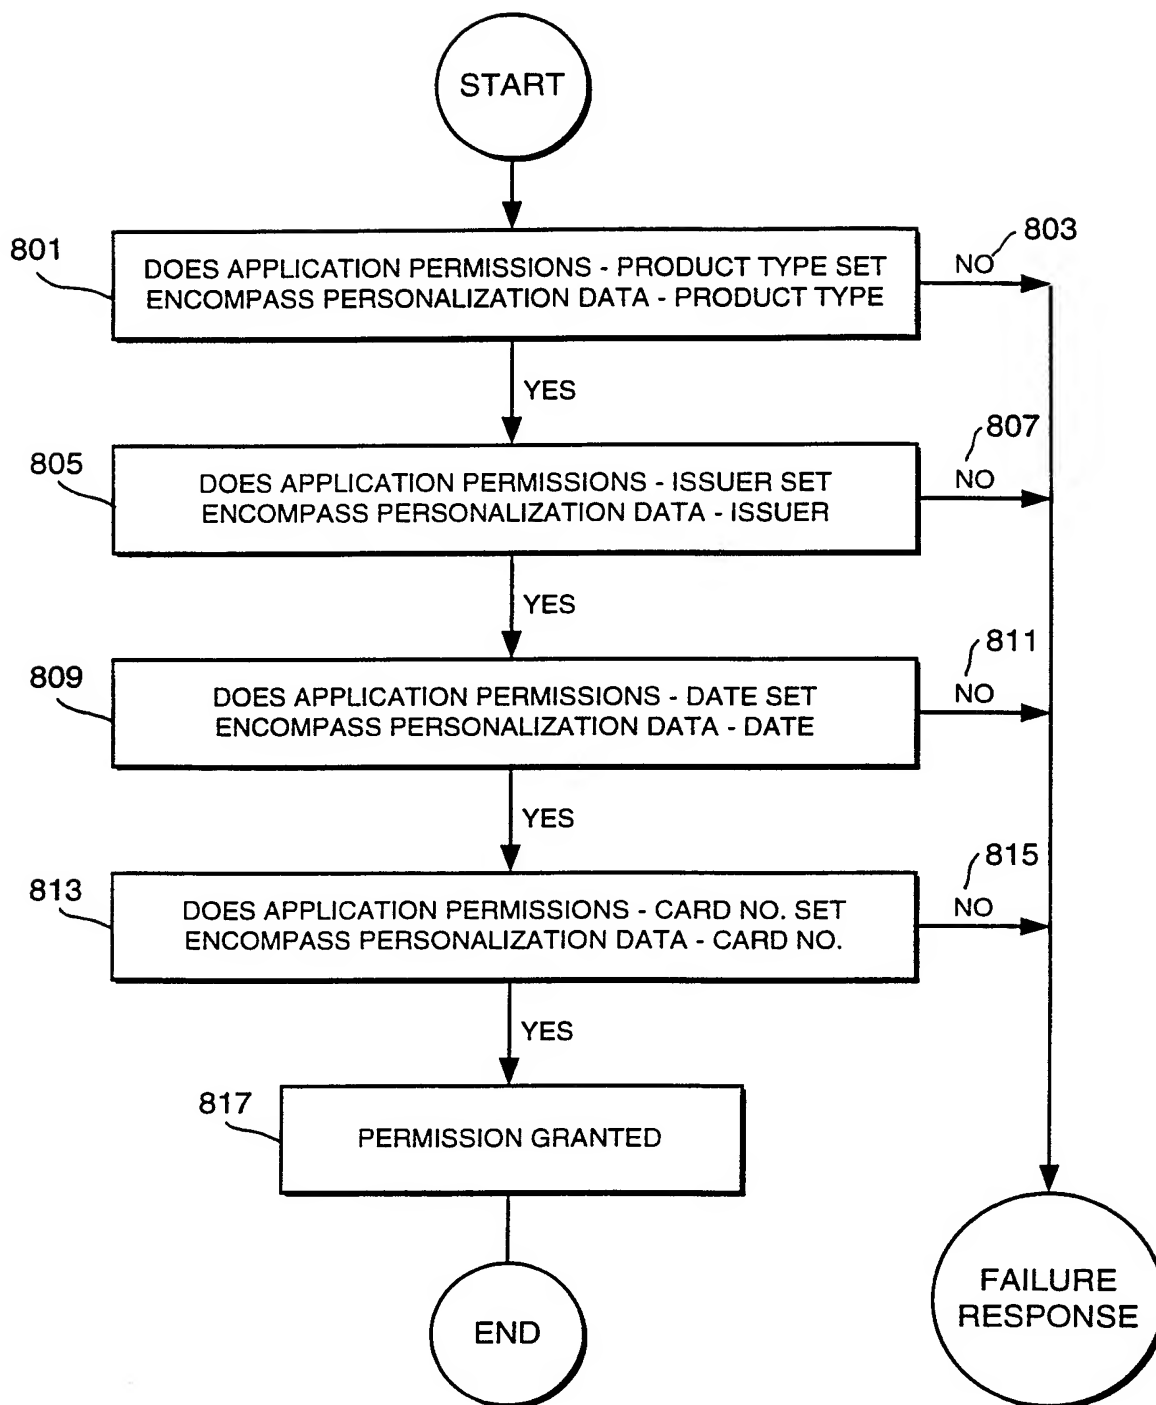 START
801
DOES APPLICATION PERMISSIONS - PRODUCT TYPE SET
ENCOMPASS PERSONALIZATION DATA - PRODUCT TYPE
NO
803
YES
805
DOES APPLICATION PERMISSIONS - ISSUER SET
ENCOMPASS PERSONALIZATION DATA - ISSUER
807
NO
YES
809
DOES APPLICATION PERMISSIONS - DATE SET
ENCOMPASS PERSONALIZATION DATA - DATE
811
NO
YES
813
DOES APPLICATION PERMISSIONS - CARD NO. SET
ENCOMPASS PERSONALIZATION DATA - CARD NO.
815
NO
YES
817
PERMISSION GRANTED
END
FAILURE
RESPONSE